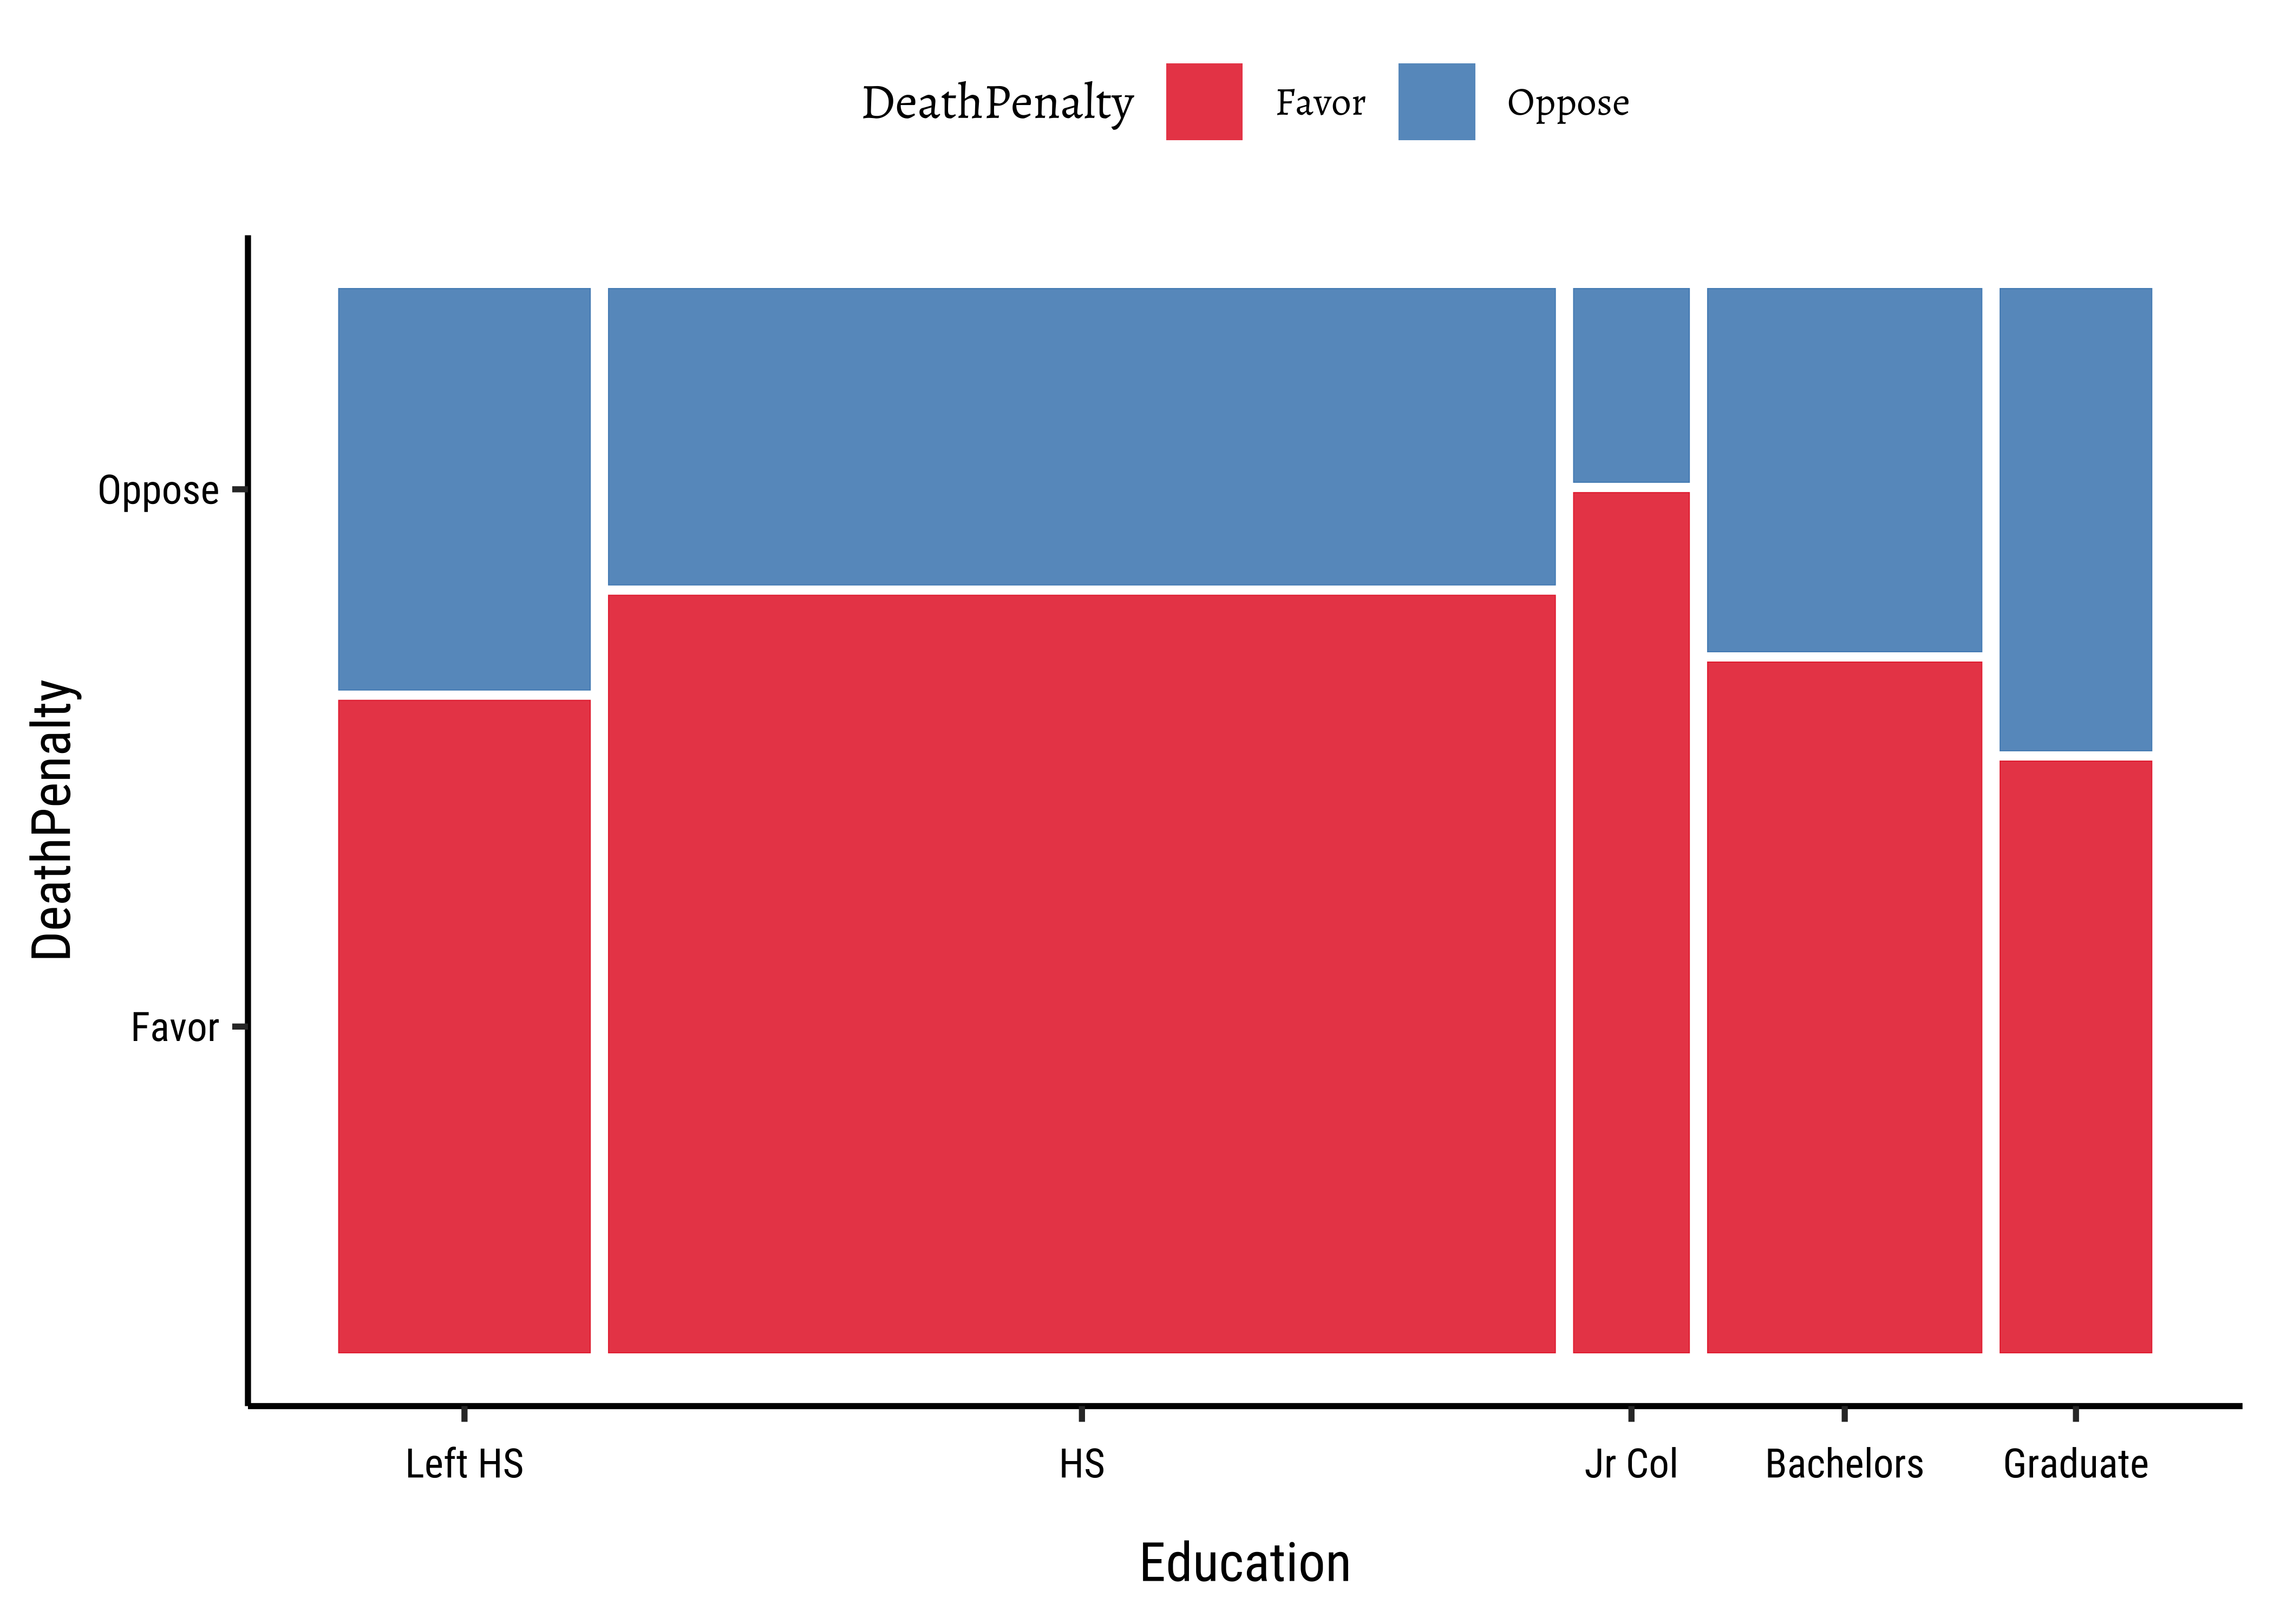 DeathPenalty Favor Oppose
Oppose
DeathPenalty
Favor
Left HS HS Jr Col Bachelors Graduate
Education